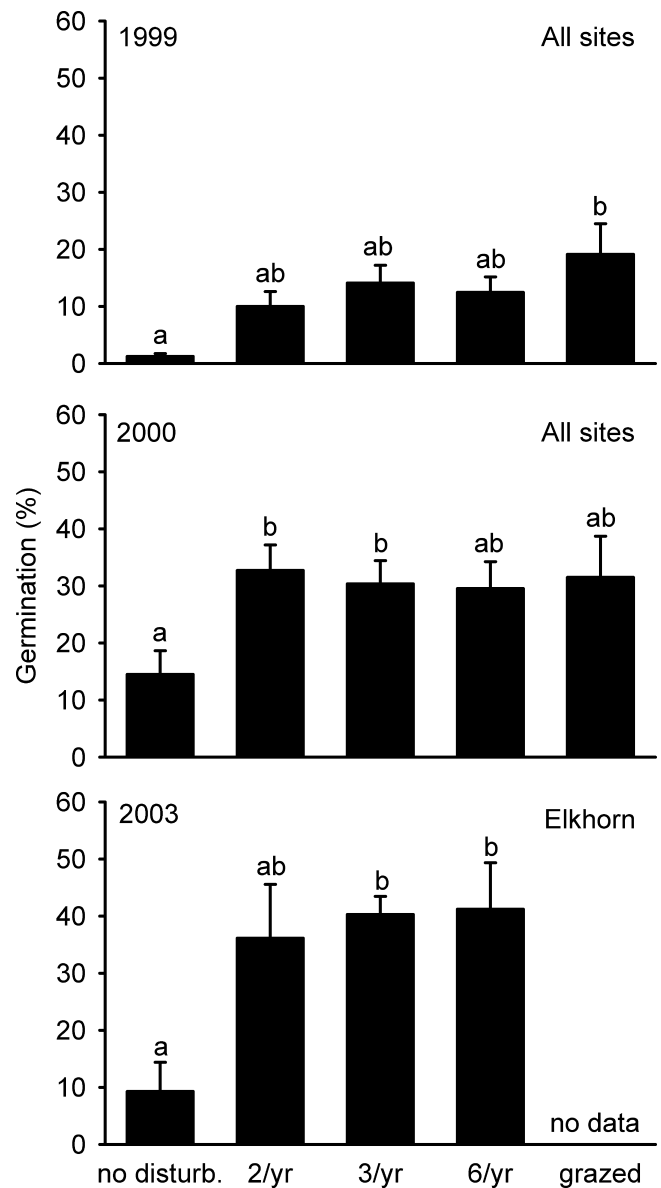 Germination (%)
1999 All sites
60
50
40
30
20
10
0
a ab ab ab b
2000 All sites
60
50
40
30
20
10
0
a b b ab ab
2003 Elkhorn
60
50
40
30
20
10
0
a ab b b
no data
no disturb. 2/yr 3/yr 6/yr grazed